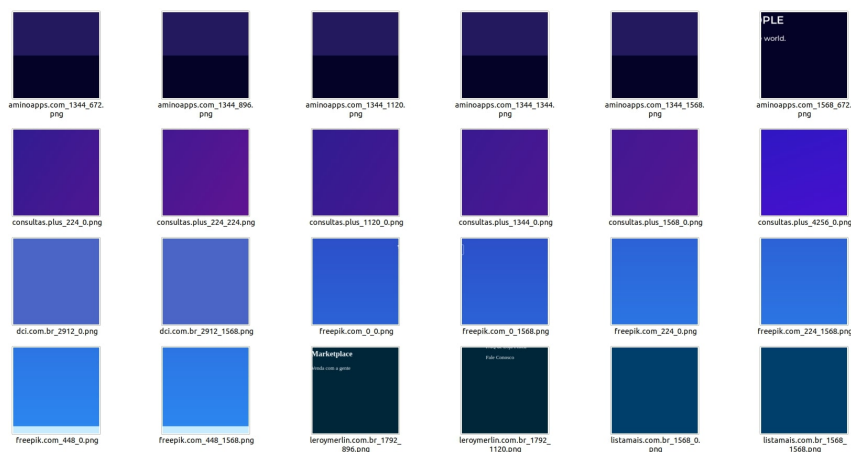 OPLE
world.
aminoapps.com_1344_672.
png
aminoapps.com_1344_896.
png
aminoapps.com_1344_1120.
png
aminoapps.com_1344_1344.
png
aminoapps.com_1344_1568.
png
aminoapps.com_1568_672.
png
consultas.plus_224_0.png
consultas.plus_224_224.png
consultas.plus_1120_0.png
consultas.plus_1344_0.png
consultas.plus_1568_0.png
consultas.plus_4256_0.png
dci.com.br_2912_0.png
dci.com.br_2912_1568.png
freepik.com_0_0.png
freepik.com_0_1568.png
freepik.com_224_0.png
freepik.com_224_1568.png
Marketplace
Venda com a gente
Fale Conosco
freepik.com_448_0.png
freepik.com_448_1568.png
leroymerlin.com.br_1792_
896.png
leroymerlin.com.br_1792_
1120.png
listamais.com.br_1568_0.
png
listamais.com.br_1568_
1568.png